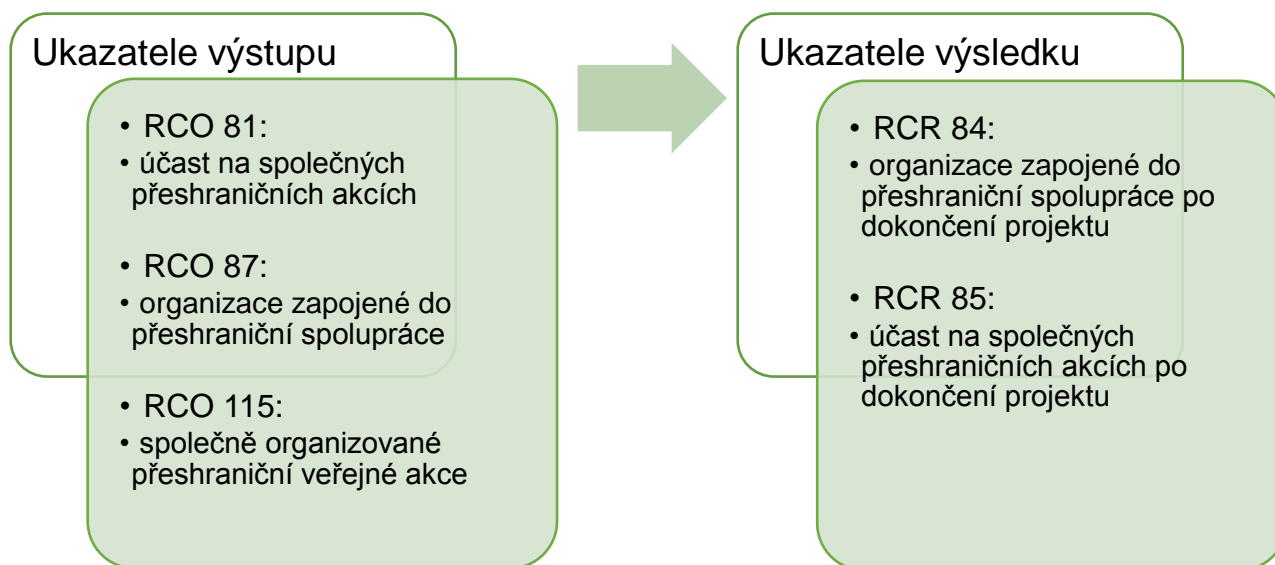 Ukazatele výstupu
• RCO 81:
• účast na společných
přeshraničních akcích
• RCO 87:
• organizace zapojené do
přeshraniční spolupráce
• RCO 115:
• společně organizované
přeshraniční veřejné akce
Ukazatele výsledku
• RCR 84:
• organizace zapojené do
přeshraniční spolupráce po
dokončení projektu
• RCR 85:
• účast na společných
přeshraničních akcích po
dokončení projektu